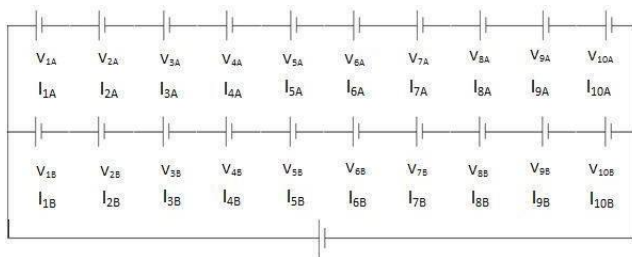 V1A V2A V3A V4A V5A V6A V7A V8A V9A V10A
I1A I2A I3A I4A I5A I6A I7A I8A I9A I10A
V1B V2B V3B V4B V5B V6B V7B V8B V9B V10B
I1B I2B I3B I4B I5B I6B I7B I8B I9B I10B